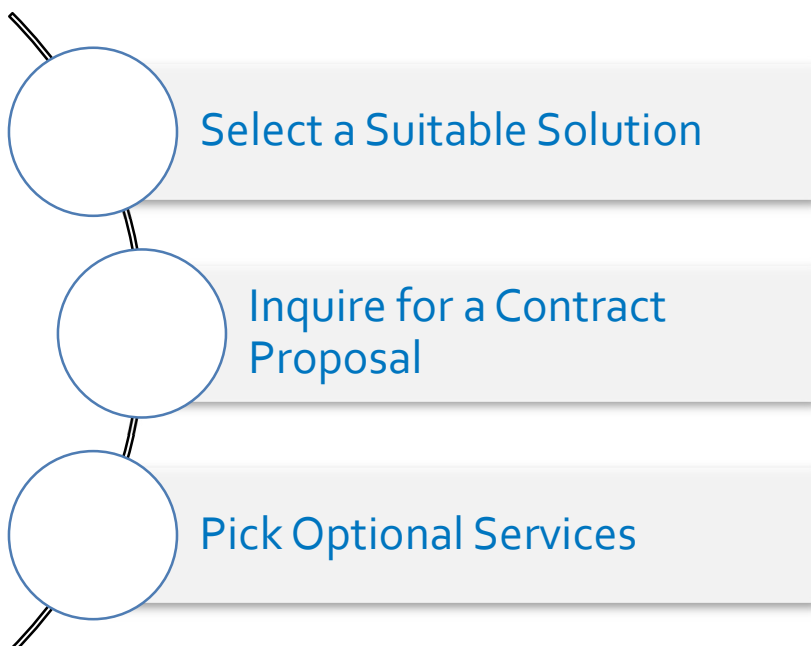 Select a Suitable Solution
Inquire for a Contract
Proposal
Pick Optional Services